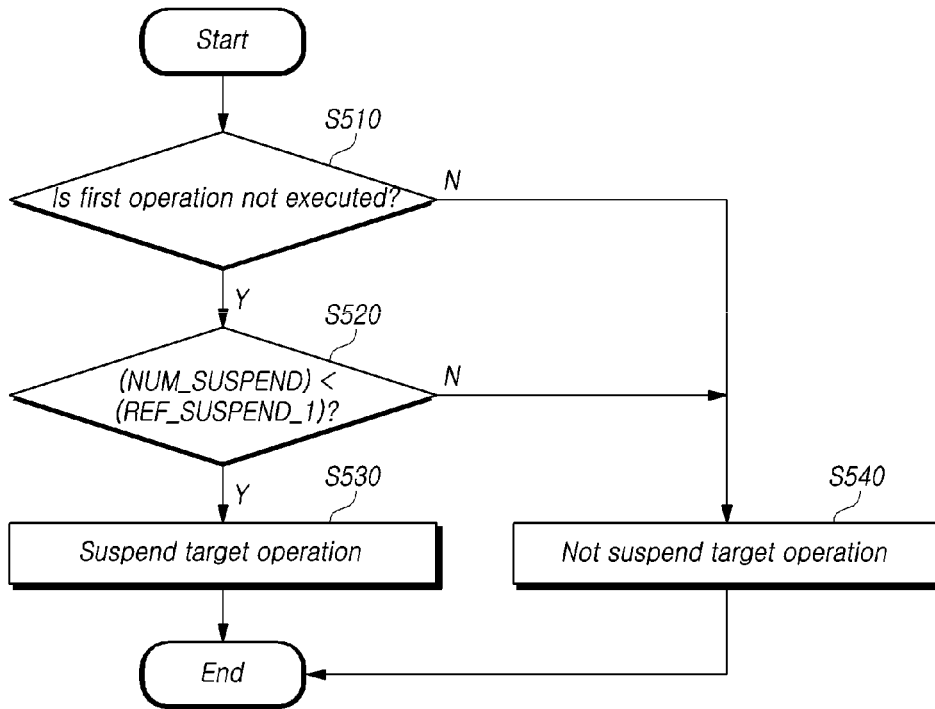 Start
S510
Is first operation not executed?
N
Y
S520
(NUM_SUSPEND) <
(REF_SUSPEND_1)?
N
Y
S530
Suspend target operation
S540
Not suspend target operation
End